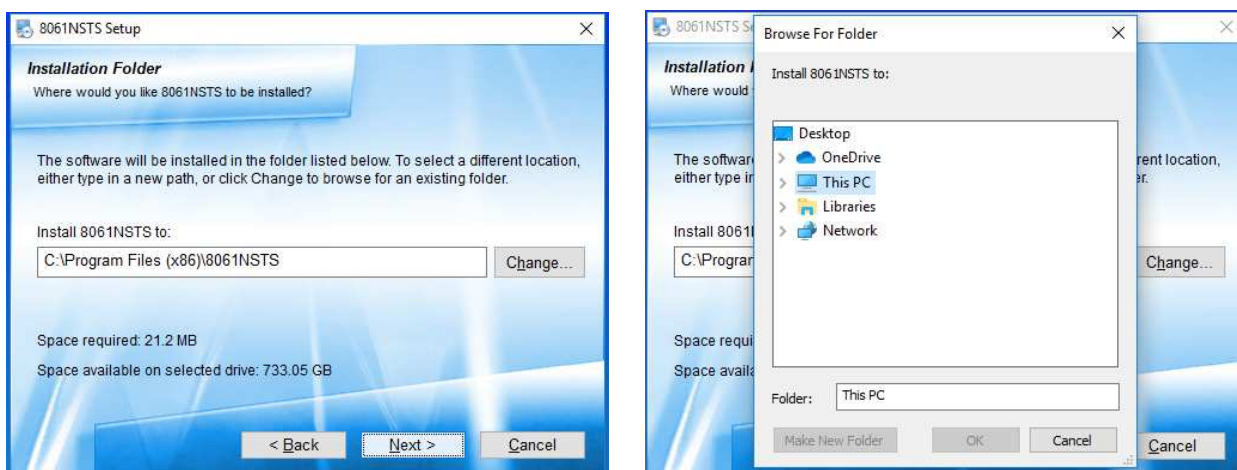 8061NSTS Setup
Installation Folder
Where would you like 8061NSTS to be installed?
The software will be installed in the folder listed below. To select a different location,
either type in a new path, or click Change to browse for an existing folder.
Install 8061NSTS to:
C:\Program Files (x86)\8061NSTS
Change...
Space required: 21.2 MB
Space available on selected drive: 733.05 GB
< Back
Next >
Cancel
8061NSTS S
Browse For Folder
Installation
Where would
Install 8061NSTS to:
Desktop
OneDrive
This PC
Libraries
Network
The softwar
rent location,
either type in
er.
Install 8061
C:\Program
Change...
Space requi
Space availa
Folder:
This PC
Make New Folder
OK
Cancel
Cancel